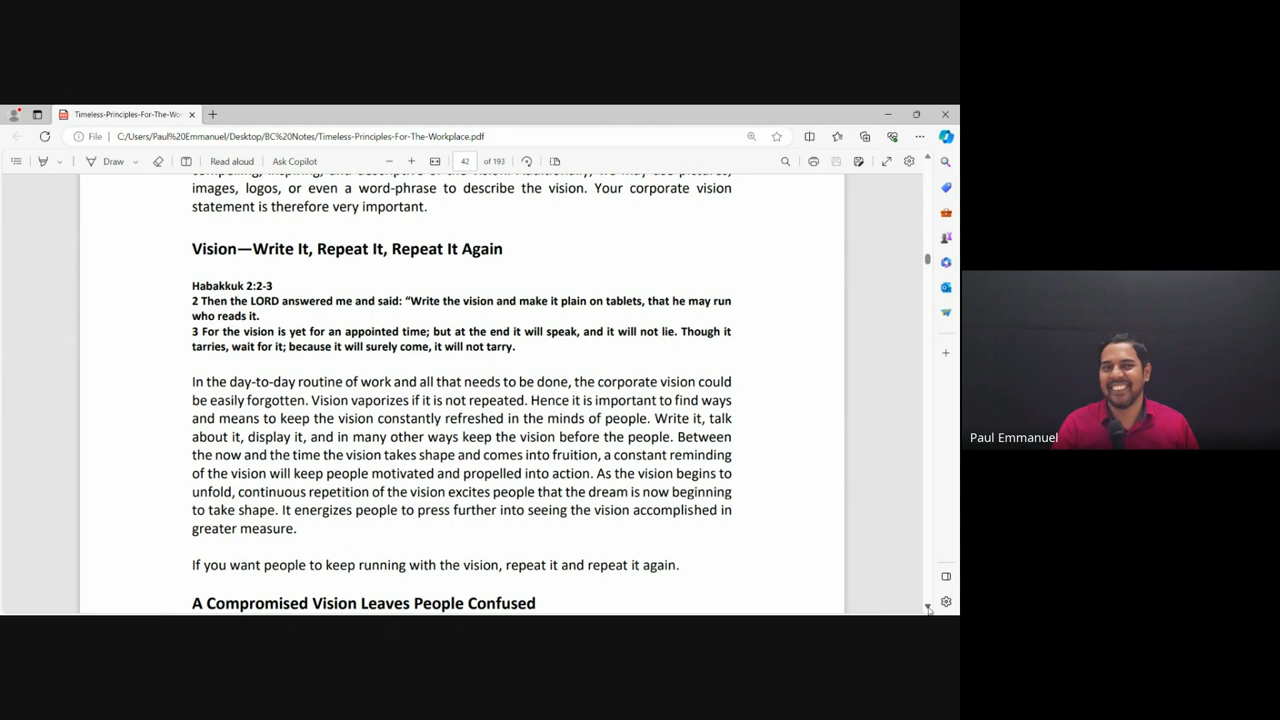 Timeless-Principles-For-The-Wo
File
C:/Users/Paul%20Emmanuel/Desktop/BC%20Notes/Timeless-Principles-For-The-Workplace.pdf
Draw
Read aloud
Ask Copilot
42 of 193
images, logos, or even a word-phrase to describe the vision. Your corporate vision
statement is therefore very important.
Vision—Write It, Repeat It, Repeat It Again
Habakkuk 2:2-3
2 Then the LORD answered me and said: “Write the vision and make it plain on tablets, that he may run
who reads it.
3 For the vision is yet for an appointed time; but at the end it will speak, and it will not lie. Though it
tarries, wait for it; because it will surely come, it will not tarry.
In the day-to-day routine of work and all that needs to be done, the corporate vision could
be easily forgotten. Vision vaporizes if it is not repeated. Hence it is important to find ways
and means to keep the vision constantly refreshed in the minds of people. Write it, talk
about it, display it, and in many other ways keep the vision before the people. Between
the now and the time the vision takes shape and comes into fruition, a constant reminding
of the vision will keep people motivated and propelled into action. As the vision begins to
unfold, continuous repetition of the vision excites people that the dream is now beginning
to take shape. It energizes people to press further into seeing the vision accomplished in
greater measure.
If you want people to keep running with the vision, repeat it and repeat it again.
A Compromised Vision Leaves People Confused
Paul Emmanuel